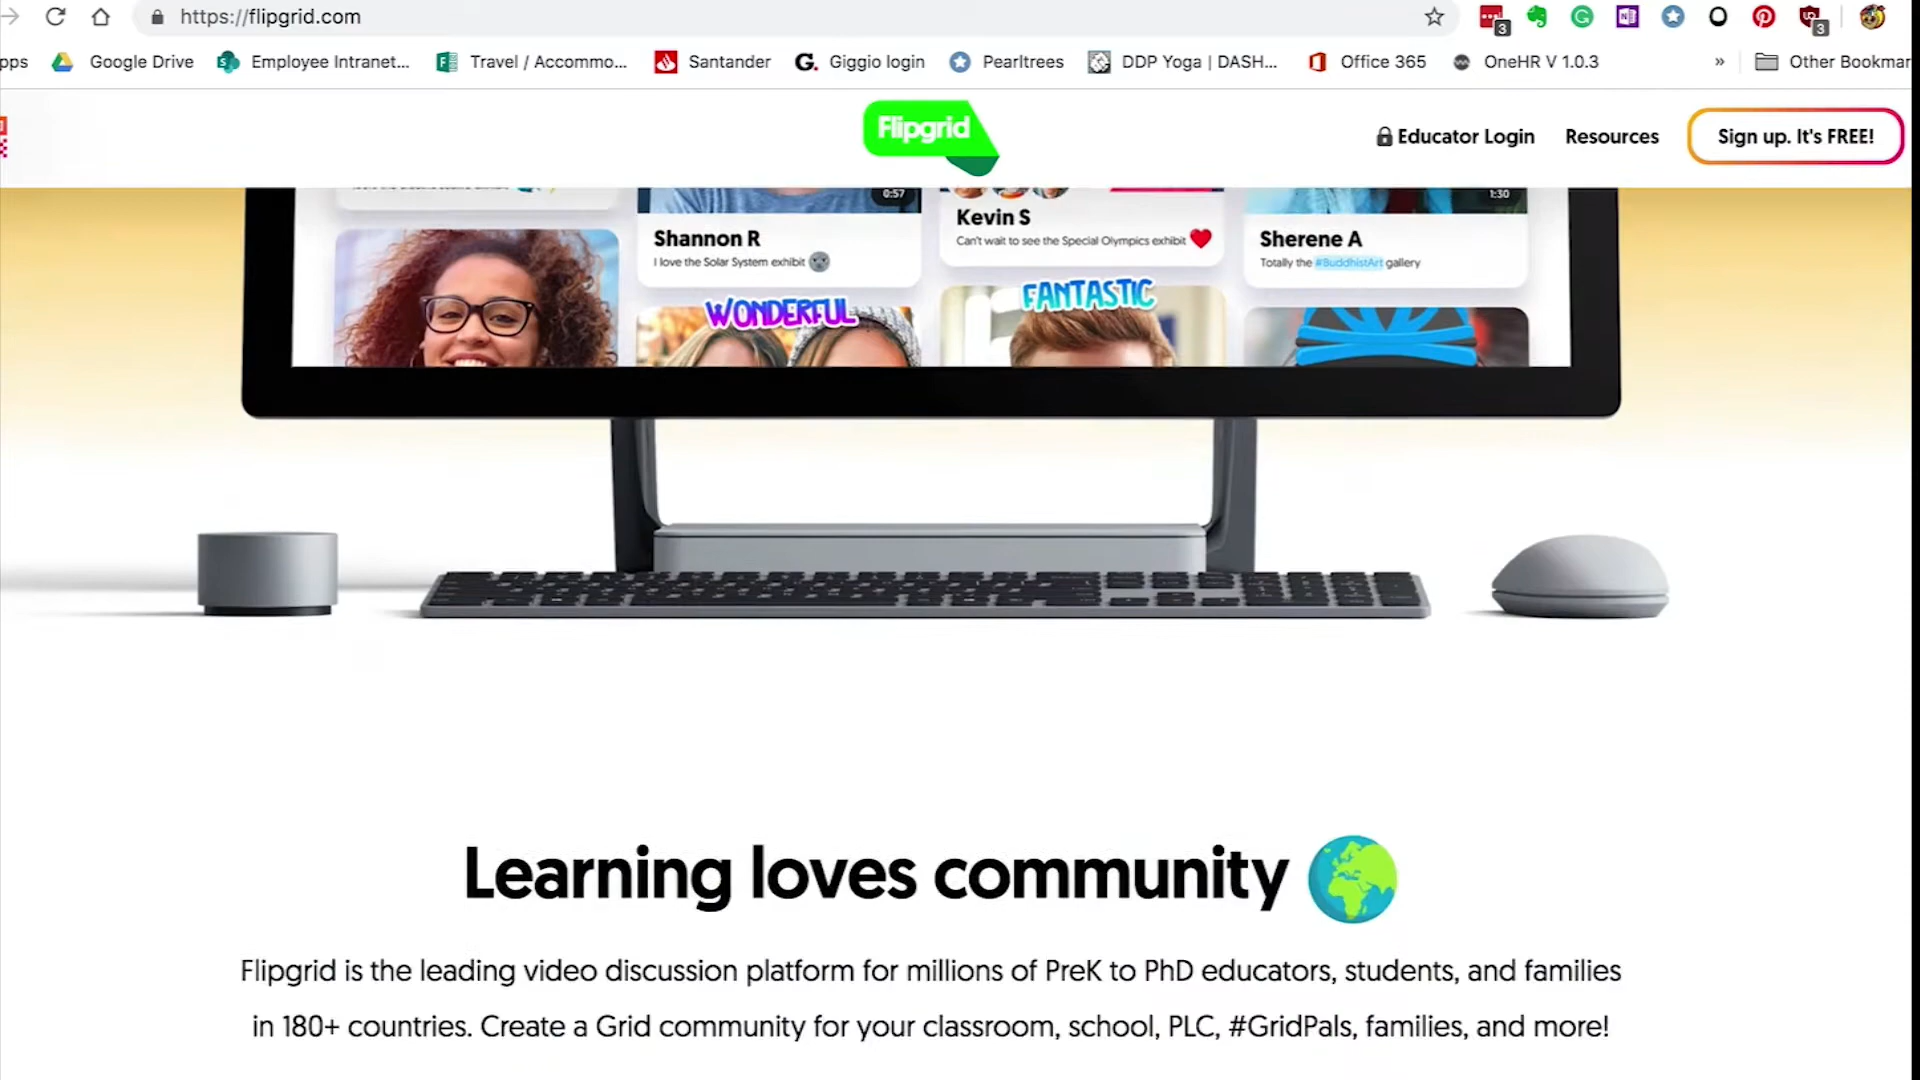 https://flipgrid.com
3
3
pps Google Drive Employee Intranet... Travel / Accommo... Santander G. Giggio login Pearltrees DDP Yoga | DASH... Office 365 OneHR V 1.0.3 » Other Bookmar
Flipgrid
Educator Login Resources Sign up. It's FREE!
0:57
1:30
Shannon R
I love the Solar System exhibit
Kevin S
Can't wait to see the Special Olympics exhibit
Sherene A
Totally the #BuddhistArt gallery
WONDERFUL
FANTASTIC
Learning loves community
Flipgrid is the leading video discussion platform for millions of PreK to PhD educators, students, and families
in 180+ countries. Create a Grid community for your classroom, school, PLC, #GridPals, families, and more!